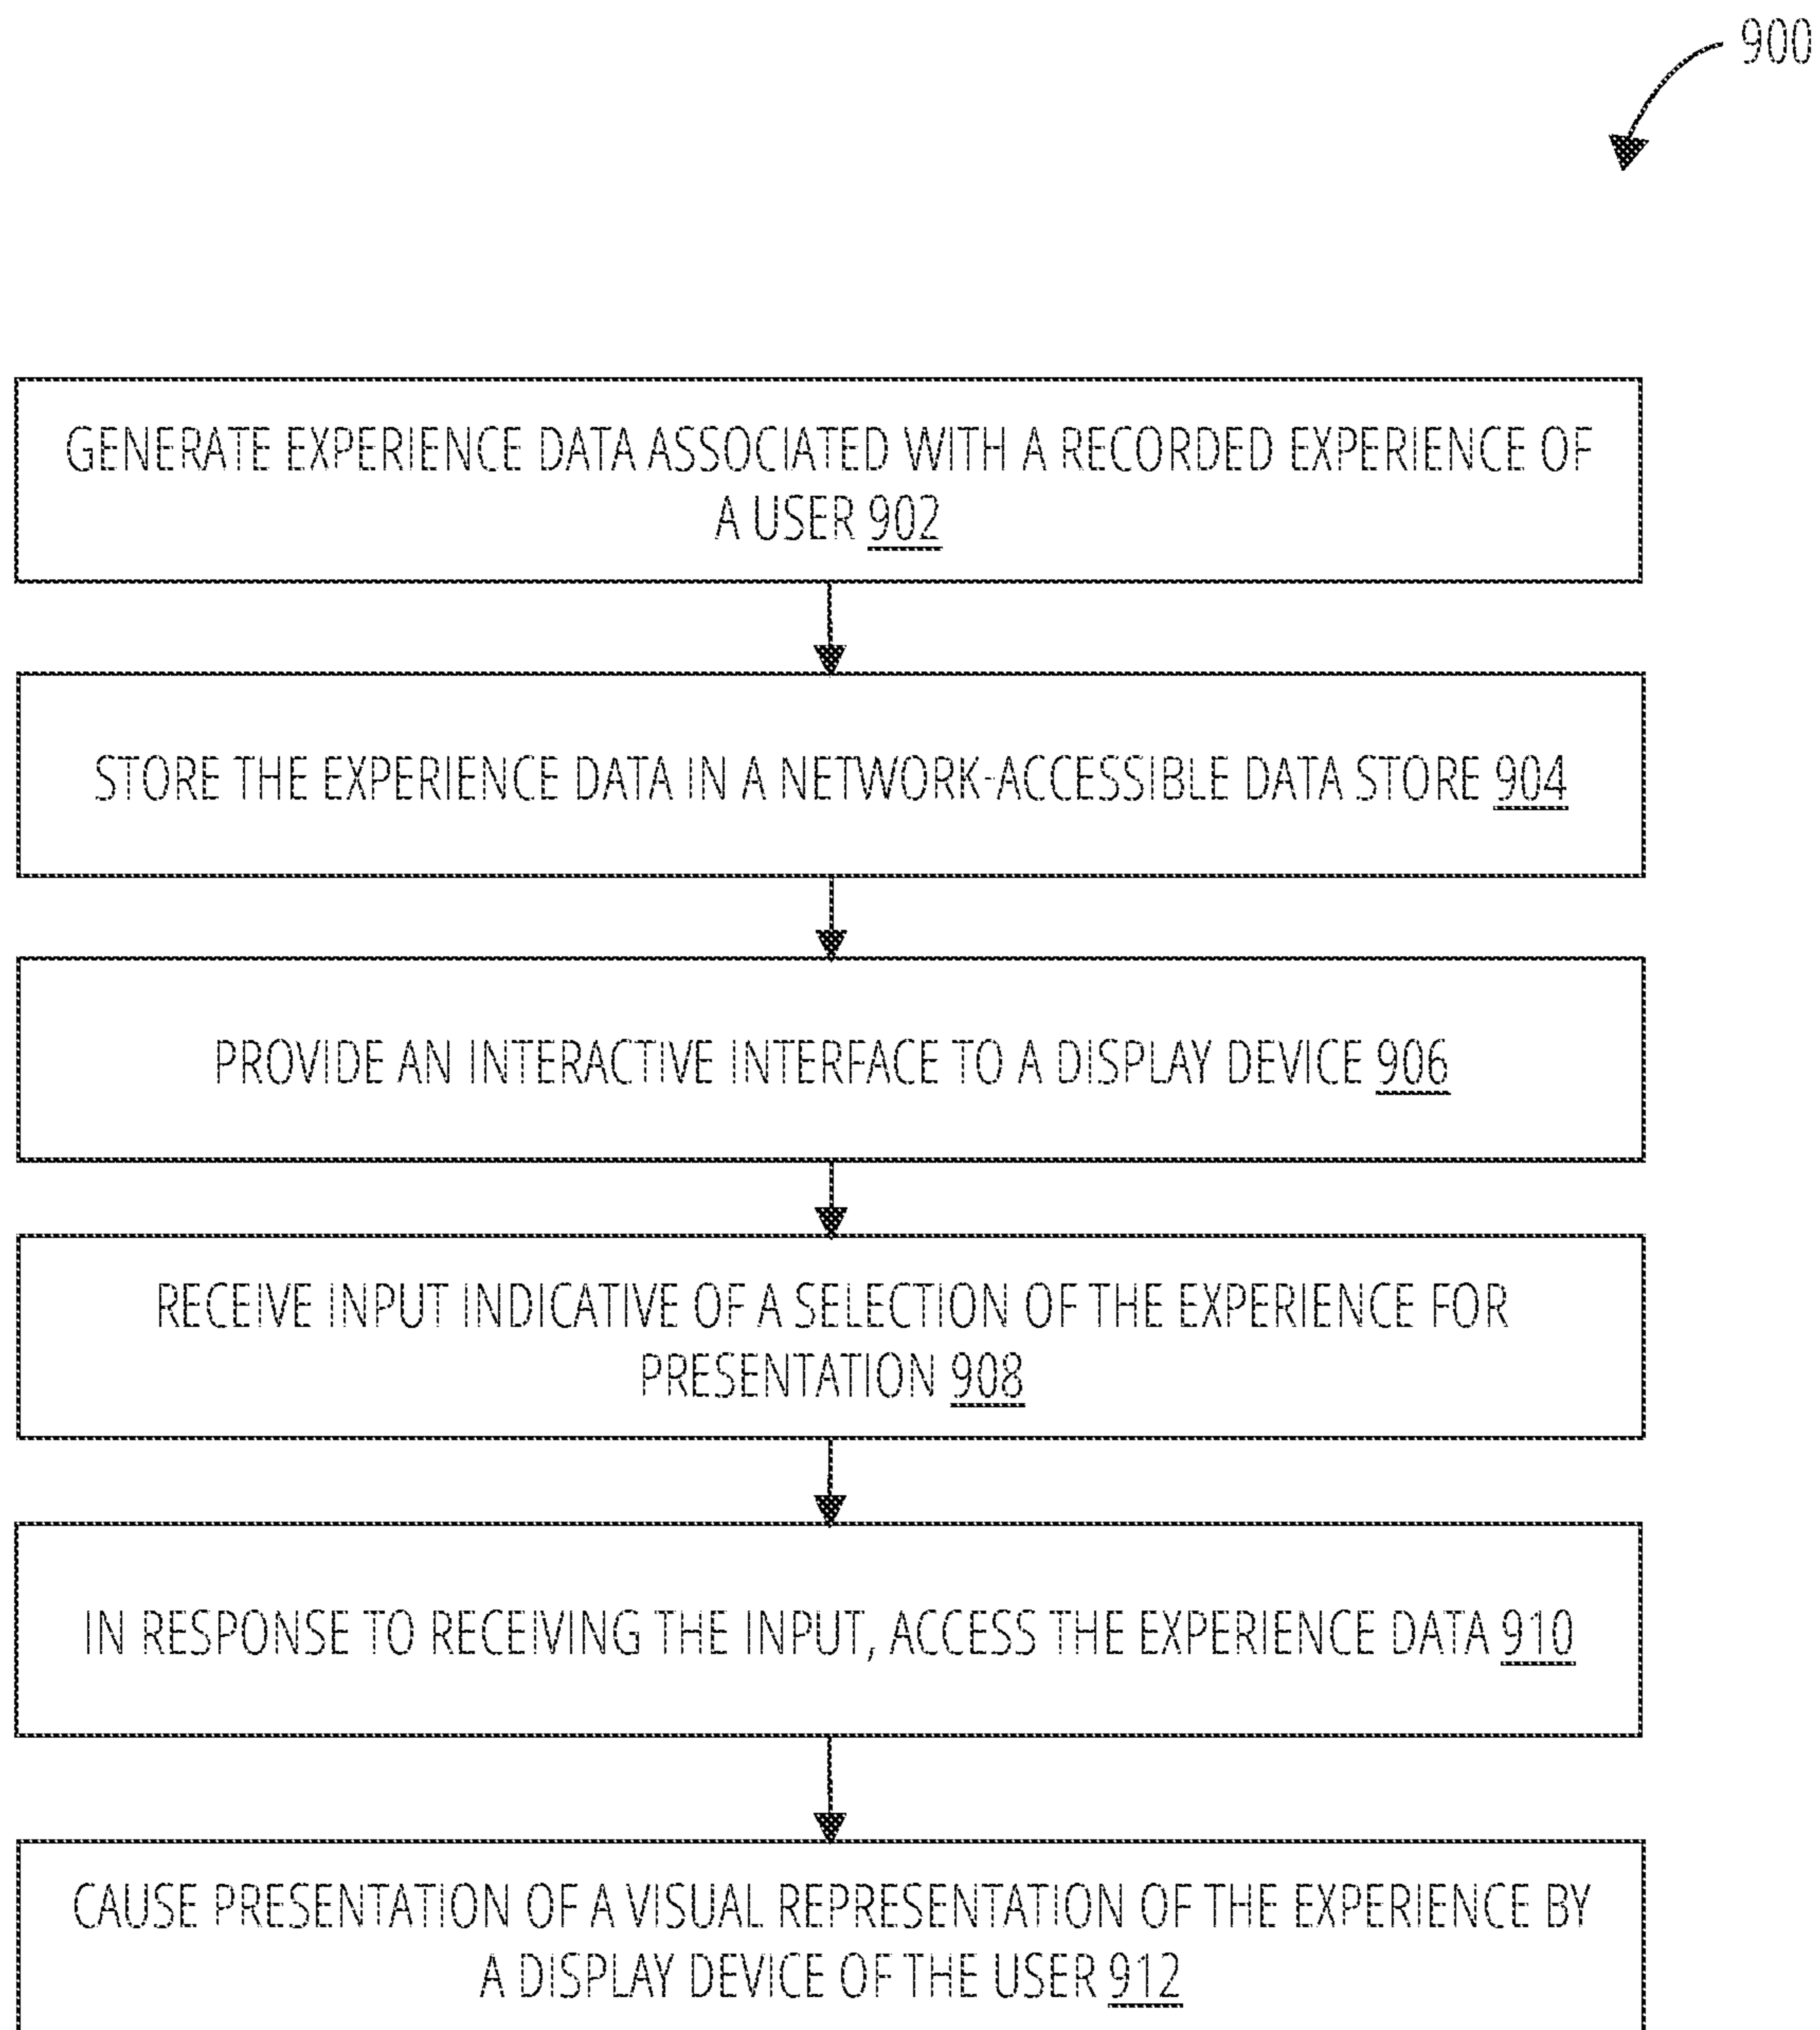 900
GENERATE EXPERIENCE DATA ASSOCIATED WITH A RECORDED EXPERIENCE OF
A USER 902
STORE THE EXPERIENCE DATA IN A NETWORK-ACCESSIBLE DATA STORE 904
PROVIDE AN INTERACTIVE INTERFACE TO A DISPLAY DEVICE 906
RECEIVE INPUT INDICATIVE OF A SELECTION OF THE EXPERIENCE FOR
PRESENTATION 908
IN RESPONSE TO RECEIVING THE INPUT, ACCESS THE EXPERIENCE DATA 910
CAUSE PRESENTATION OF A VISUAL REPRESENTATION OF THE EXPERIENCE BY
A DISPLAY DEVICE OF THE USER 912